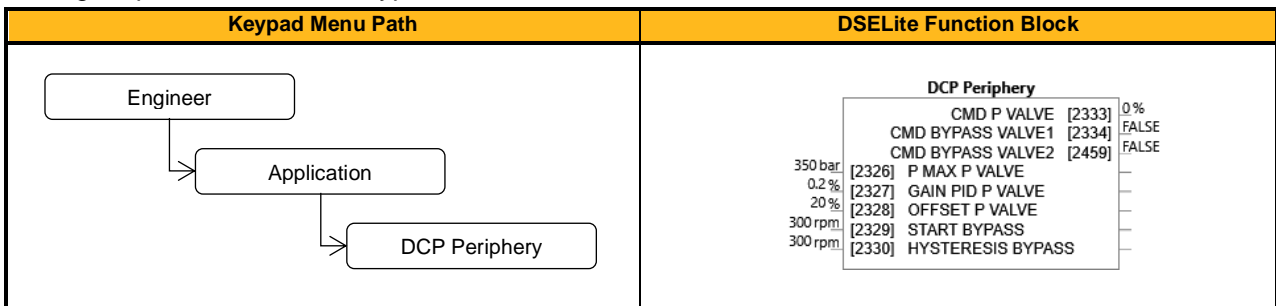 Keypad Menu Path
DSELite Function Block
Engineer
Application
DCP Periphery
DCP Periphery
CMD P VALVE [2333] 0 %
CMD BYPASS VALVE1 [2334] FALSE
CMD BYPASS VALVE2 [2459] FALSE
350 bar [2326] P MAX P VALVE
0.2 % [2327] GAIN PID P VALVE
20 % [2328] OFFSET P VALVE
300 rpm [2329] START BYPASS
300 rpm [2330] HYSTERESIS BYPASS